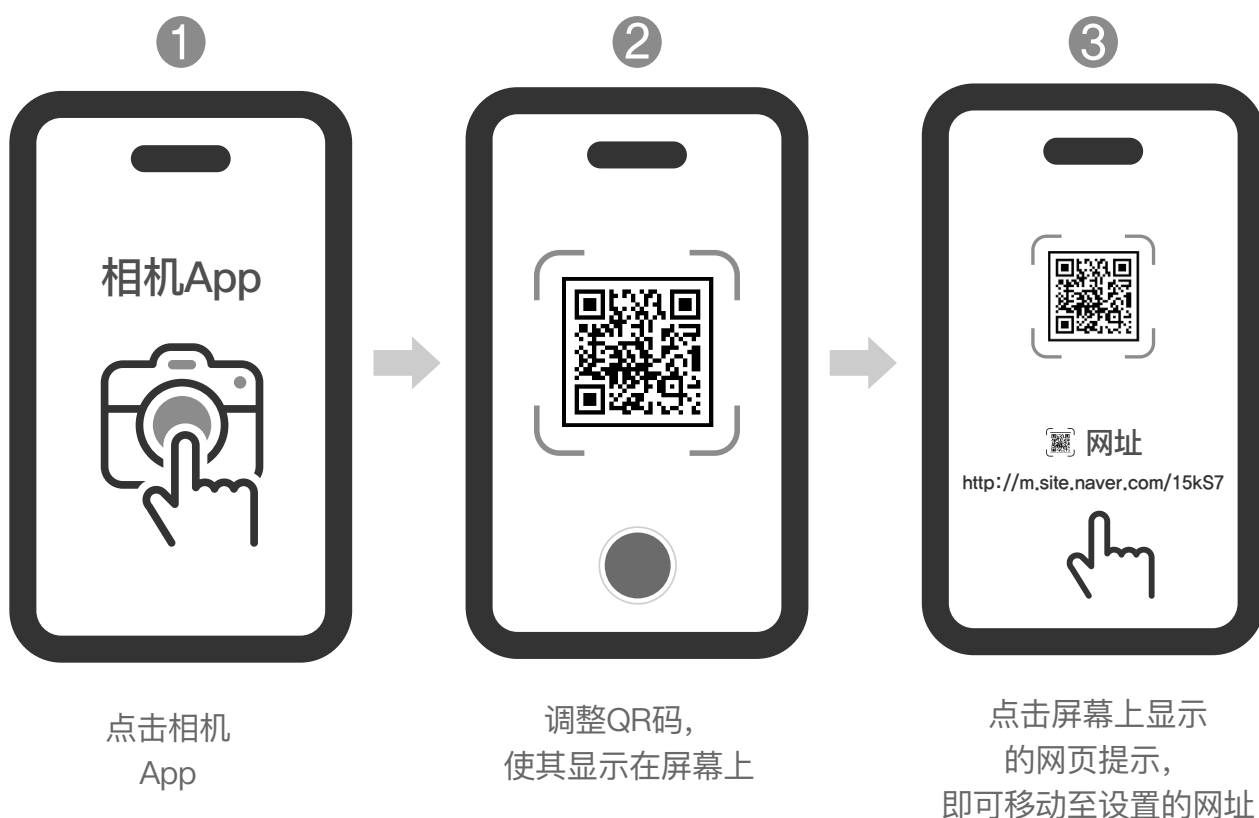 1
2
3
相机App
网址
http://m.site.naver.com/15kS7
点击相机
App
调整QR码，
使其显示在屏幕上
点击屏幕上显示
的网页提示，
即可移动至设置的网址